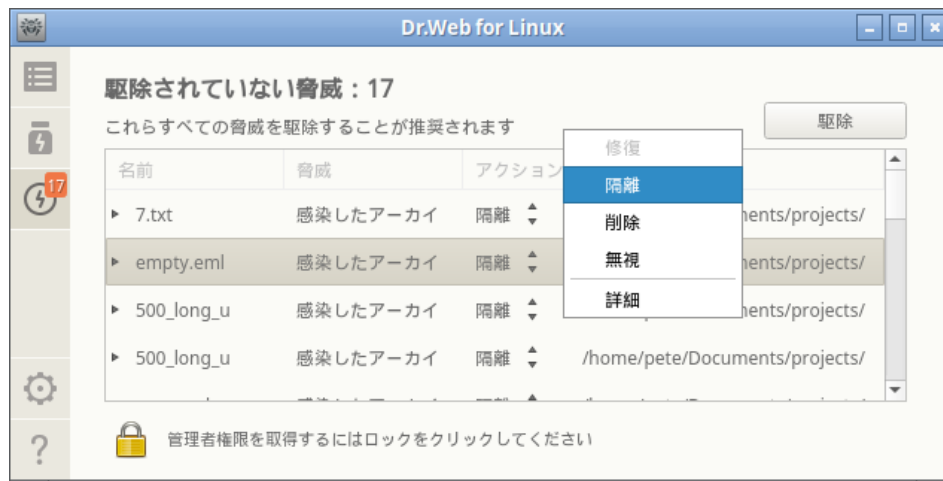 Dr.Web for Linux
駆除されていない脅威：17
これらすべての脅威を駆除することが推奨されます
駆除
17
名前 脅威 アクション
修復
隔離
削除
無視
詳細
7.txt 感染したアーカイ 隔離 ments/projects/
empty.eml 感染したアーカイ 隔離 ments/projects/
500_long_u 感染したアーカイ 隔離 ments/projects/
500_long_u 感染したアーカイ 隔離 /home/pete/Documents/projects/
管理者権限を取得するにはロックをクリックしてください
?